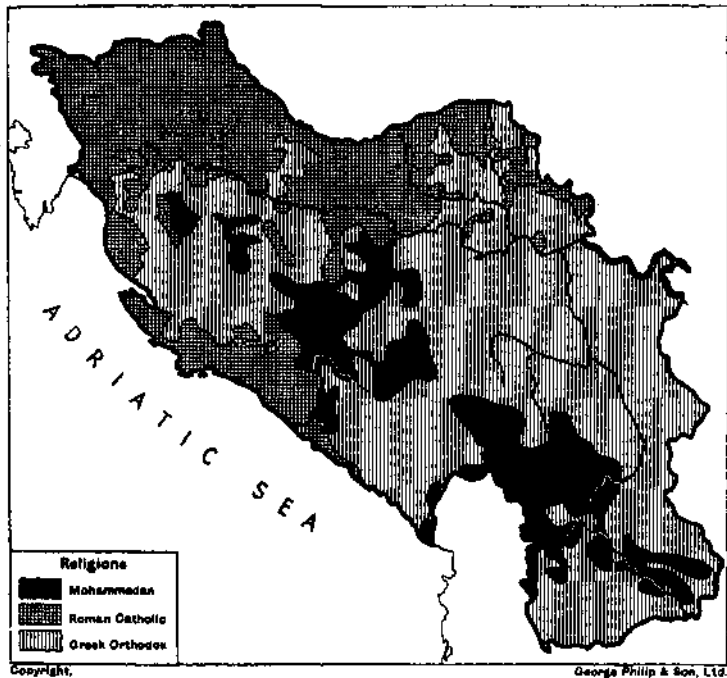 ADRIATIC SEA
Religions
Mohammedan
Roman Catholic
Greek Orthodox
Copyright,
George Philip & Son, Ltd.